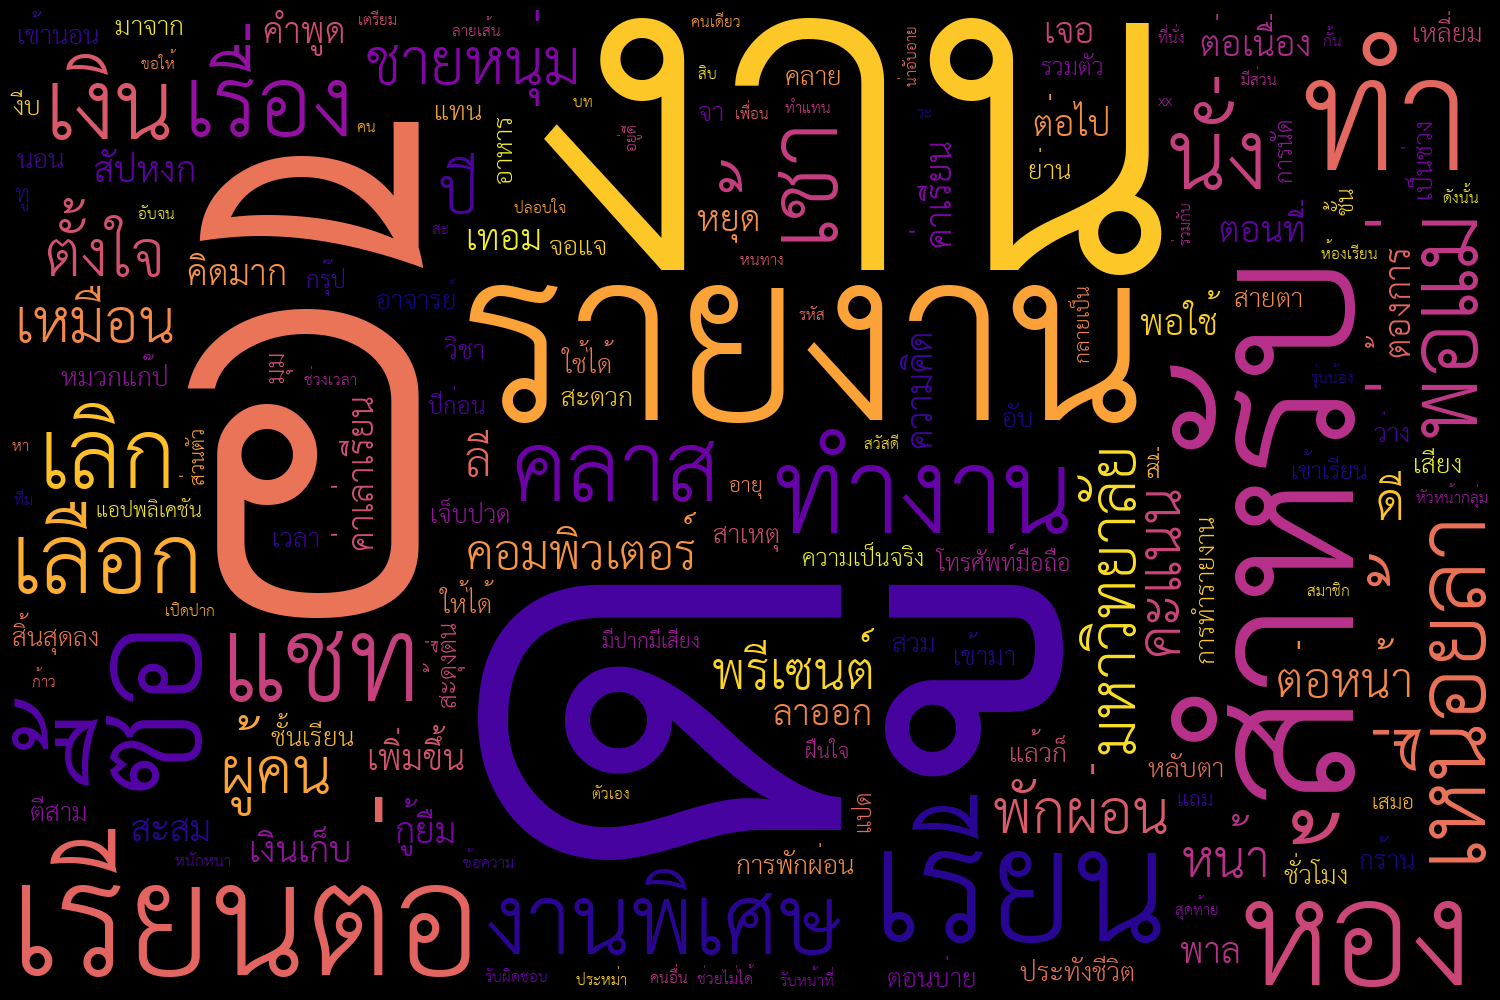 เข้านอน
มาจาก
คำพูด
เตรียม
ลายเส้น
คนเดียว
งาน
เจอ
ที่นั่ง
ต่อเนื่อง
กั้น
เหลี่ยม
ขอให้
ชายหนุ่ม
น่าอับอาย
รวมตัว
เงิน
เรื่อง
สิบ
คลาย
มีส่วน
ทำ
งีบ
แทน
บท
จำ
เพื่อน
ทำแทน
ระ
xx
ต่อไป
นั่ง
คน
อาหาร
เช้า
ค่าเรียน
การนัด
เป็นช่วง
นอน
สัปหงก
ปี
ย่าน
ทู
อับจน
ปลอบใจ
ชั้น
ดังนั้น
ตั้งใจ
สะ
เทอม
จอแจ
หยุด
ร่วมกับ
ตอนที่
พ่อแม่
คิดมาก
กรุ๊ป
หนทาง
ห้องเรียน
ต้องการ
เหมือน
อาจารย์
รายงาน
รหัส
กลายเป็น
พอใช้
สายตา
สำหรับ
วิชา
ใช้ได้
ความคิด
หมวกแก๊ป
มุม
ช่วงเวลา
รุ่นน้อง
ปีก่อน
สะดวก
อับ
เลิก
ว่าง
หา
ส่วนตัว
ค่าเล่าเรียน
คลาส
สวัสดี
ทำงาน
มหาวิทยาลัย
เสียง
เข้าเรียน
อายุ
ดี
หัวหน้ากลุ่ม
ทีม
แอปพลิเคชัน
เจ็บปวด
คะแนน
เลือก
เวลา
คอมพิวเตอร์
สาเหตุ
การทำรายงาน
เหนื่อยล้า
ความเป็นจริง
โทรศัพท์มือถือ
เปิดปาก
ให้ได้
สมาชิก
สิ้นสุดลง
แชท
สะดุ้งตื่น
มีปากมีเสียง
พรีเซนต์
สวม
เข้ามา
ต่อหน้า
ก้าว
ลาออก
ชั้นเรียน
ผู้คน
เพิ่มขึ้น
ฝืนใจ
แล้วก็
หลับตา
ตัวเอง
ตีสาม
พักผ่อน
แถม
เสมอ
สะสม
เงินเก็บ
กู้ยืม
แปด
หนักหนา
ข้อความ
การพักผ่อน
เรียน
หน้า
ชั่วโมง
กร้าน
เรียนต่อ
งานพิเศษ
สุดท้าย
ห้อง
พาล
รับผิดชอบ
ประหม่า
คนอื่น
ช่วยไม่ได้
รับหน้าที่
ตอนบ่าย
ประทังชีวิต